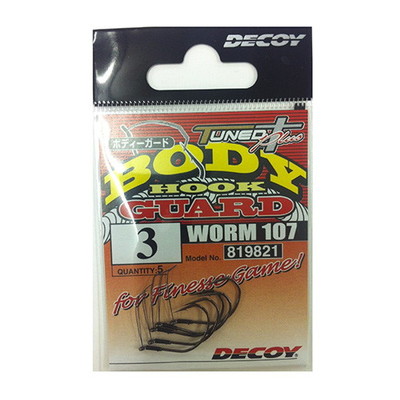 DECOY
TUNED Plus
ボディーガード
BODY
HOOK
GUARD
3
WORM 107
Model No. 819821
QUANTITY:5
for Finesse Game!
DECOY